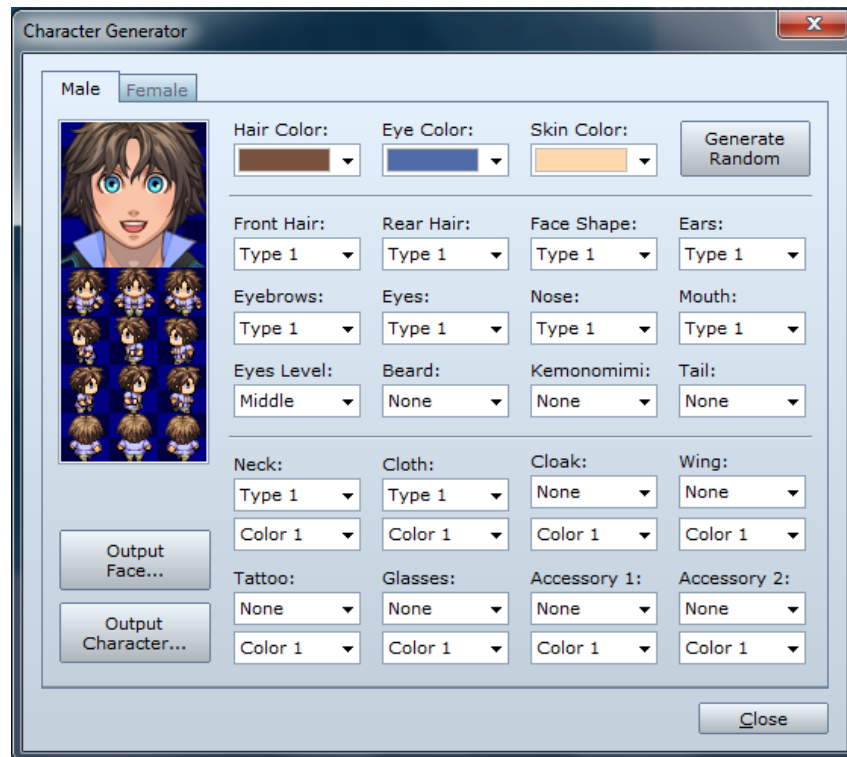 Character Generator
X
Male Female
Hair Color: Eye Color: Skin Color:
Generate
Random
Front Hair: Rear Hair: Face Shape: Ears:
Type 1 Type 1 Type 1 Type 1
Eyebrows: Eyes: Nose: Mouth:
Type 1 Type 1 Type 1 Type 1
Eyes Level: Beard: Kemonomimi: Tail:
Middle None None None
Neck: Cloth: Cloak: Wing:
Type 1 Type 1 None None
Color 1 Color 1 Color 1 Color 1
Output
Face...
Tattoo: Glasses: Accessory 1: Accessory 2:
None None None None
Output
Character...
Color 1 Color 1 Color 1 Color 1
Close